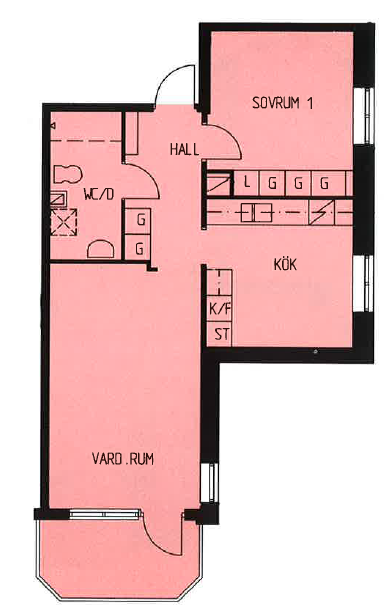 SOVRUM 1
HALL
L G G G
WC/D
G
G
KÖK
K/F
ST
VARD.RUM